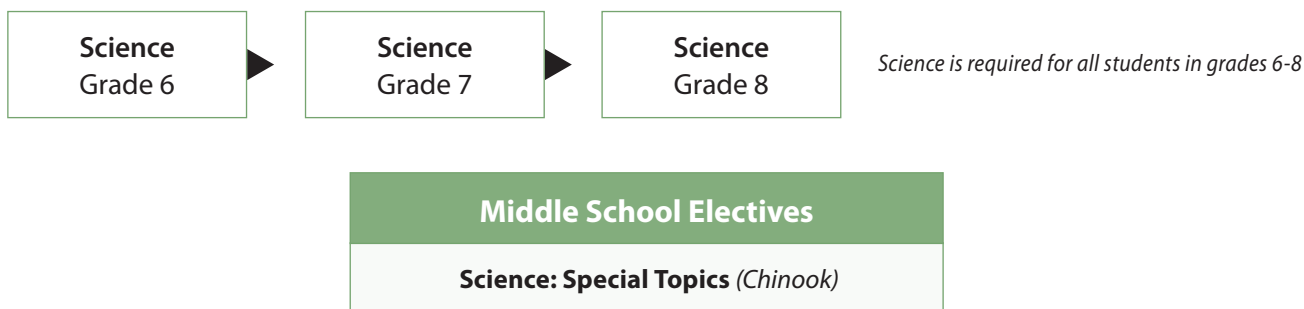 Science
Grade 6
Science
Grade 7
Science
Grade 8
Science is required for all students in grades 6-8
Middle School Electives
Science: Special Topics (Chinook)